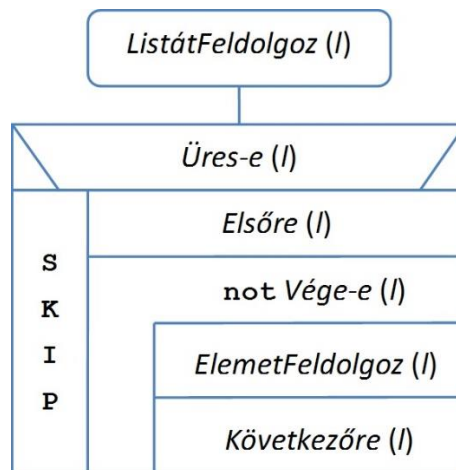 ListátFeldolgoz (l)
Üres-e (l)
S
K
I
P
Elsőre (l)
not Vége-e (l)
ElemetFeldolgoz (l)
Következőre (l)